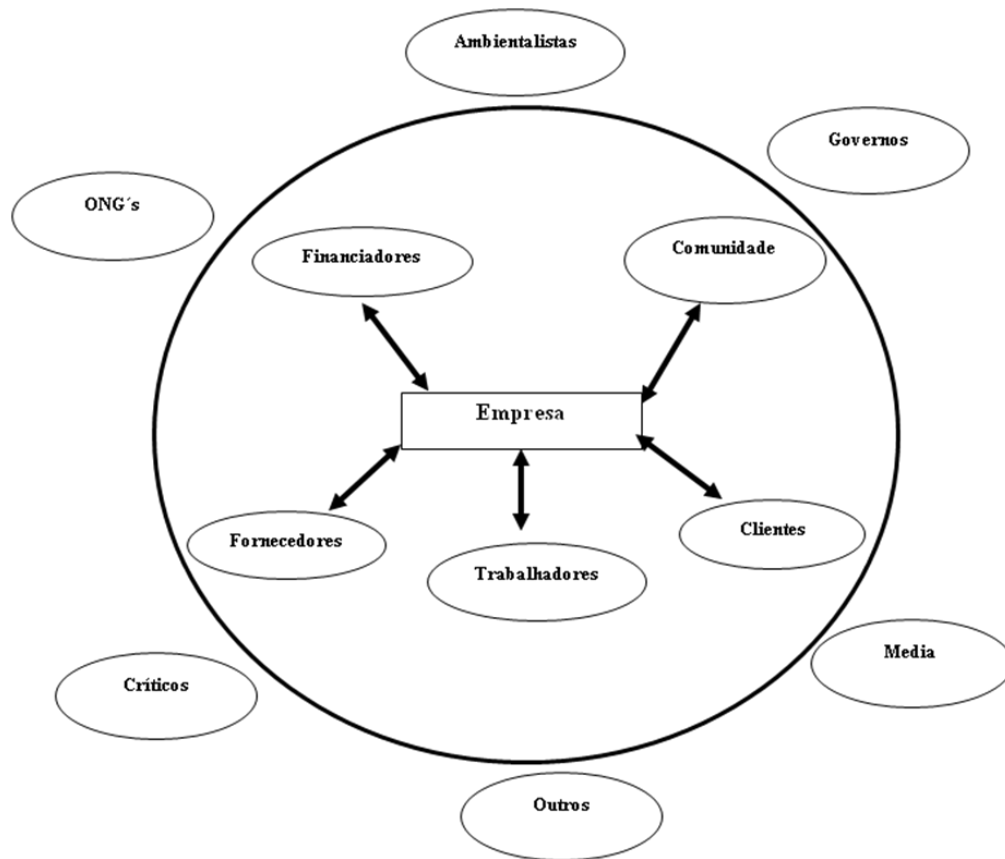 Ambientalistas
Governos
ONG´s
Financiadores
Comunidade
Empresa
Fornecedores
Trabalhadores
Clientes
Críticos
Media
Outros